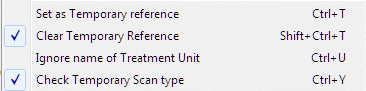 Set as Temporary reference Ctrl+T
Clear Temporary Reference Shift+Ctrl+T
Ignore name of Treatment Unit Ctrl+U
Check Temporary Scan type Ctrl+Y